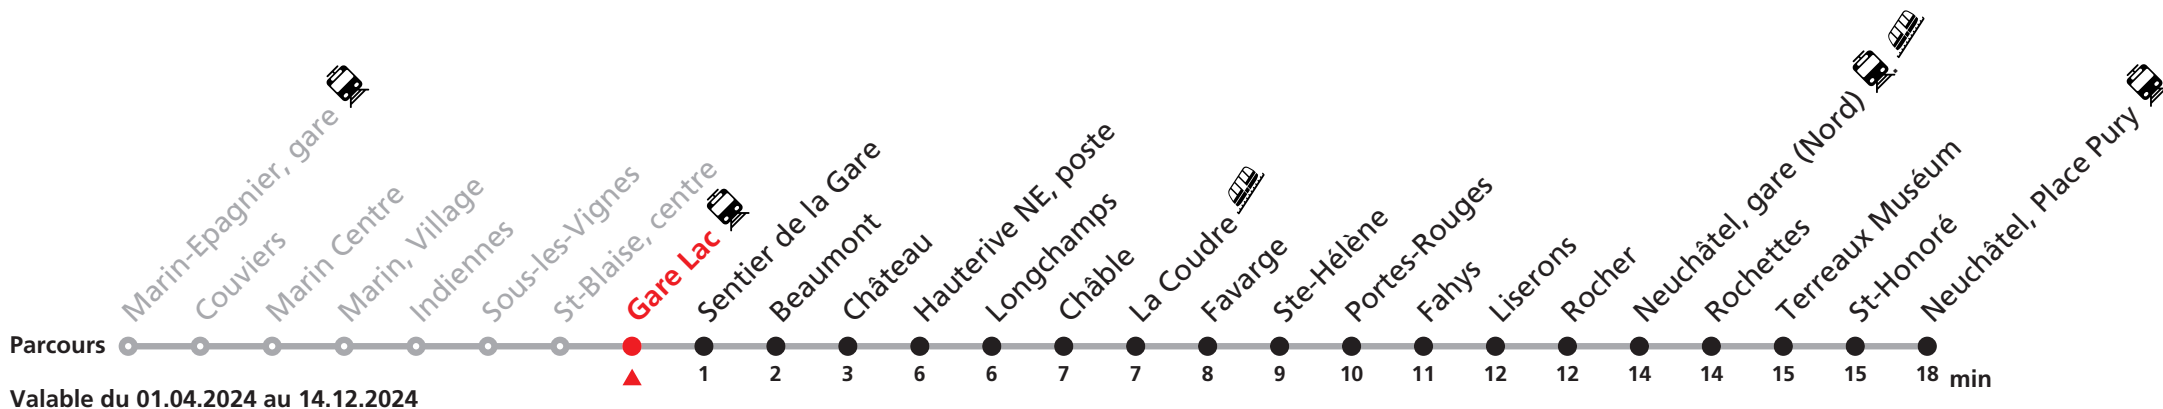 Marin-Epagnier, gare
Couviers
Marin Centre
Marin, Village
Indiennes
Sous-les-Vignes
St-Blaise, centre
Gare Lac
Sentier de la Gare
Beaumont
Château
Hauterive NE, poste
Longchamps
Châble
La Coudre
Favarge
Ste-Hélène
Portes-Rouges
Fahys
Liserons
Rocher
Neuchâtel, gare (Nord)
Rochettes
Terreaux Muséum
St-Honoré
Neuchâtel, Place Pury
Parcours
1 2 3 6 6 7 7 8 9 10 11 12 12 14 14 15 15 18 min
Valable du 01.04.2024 au 14.12.2024